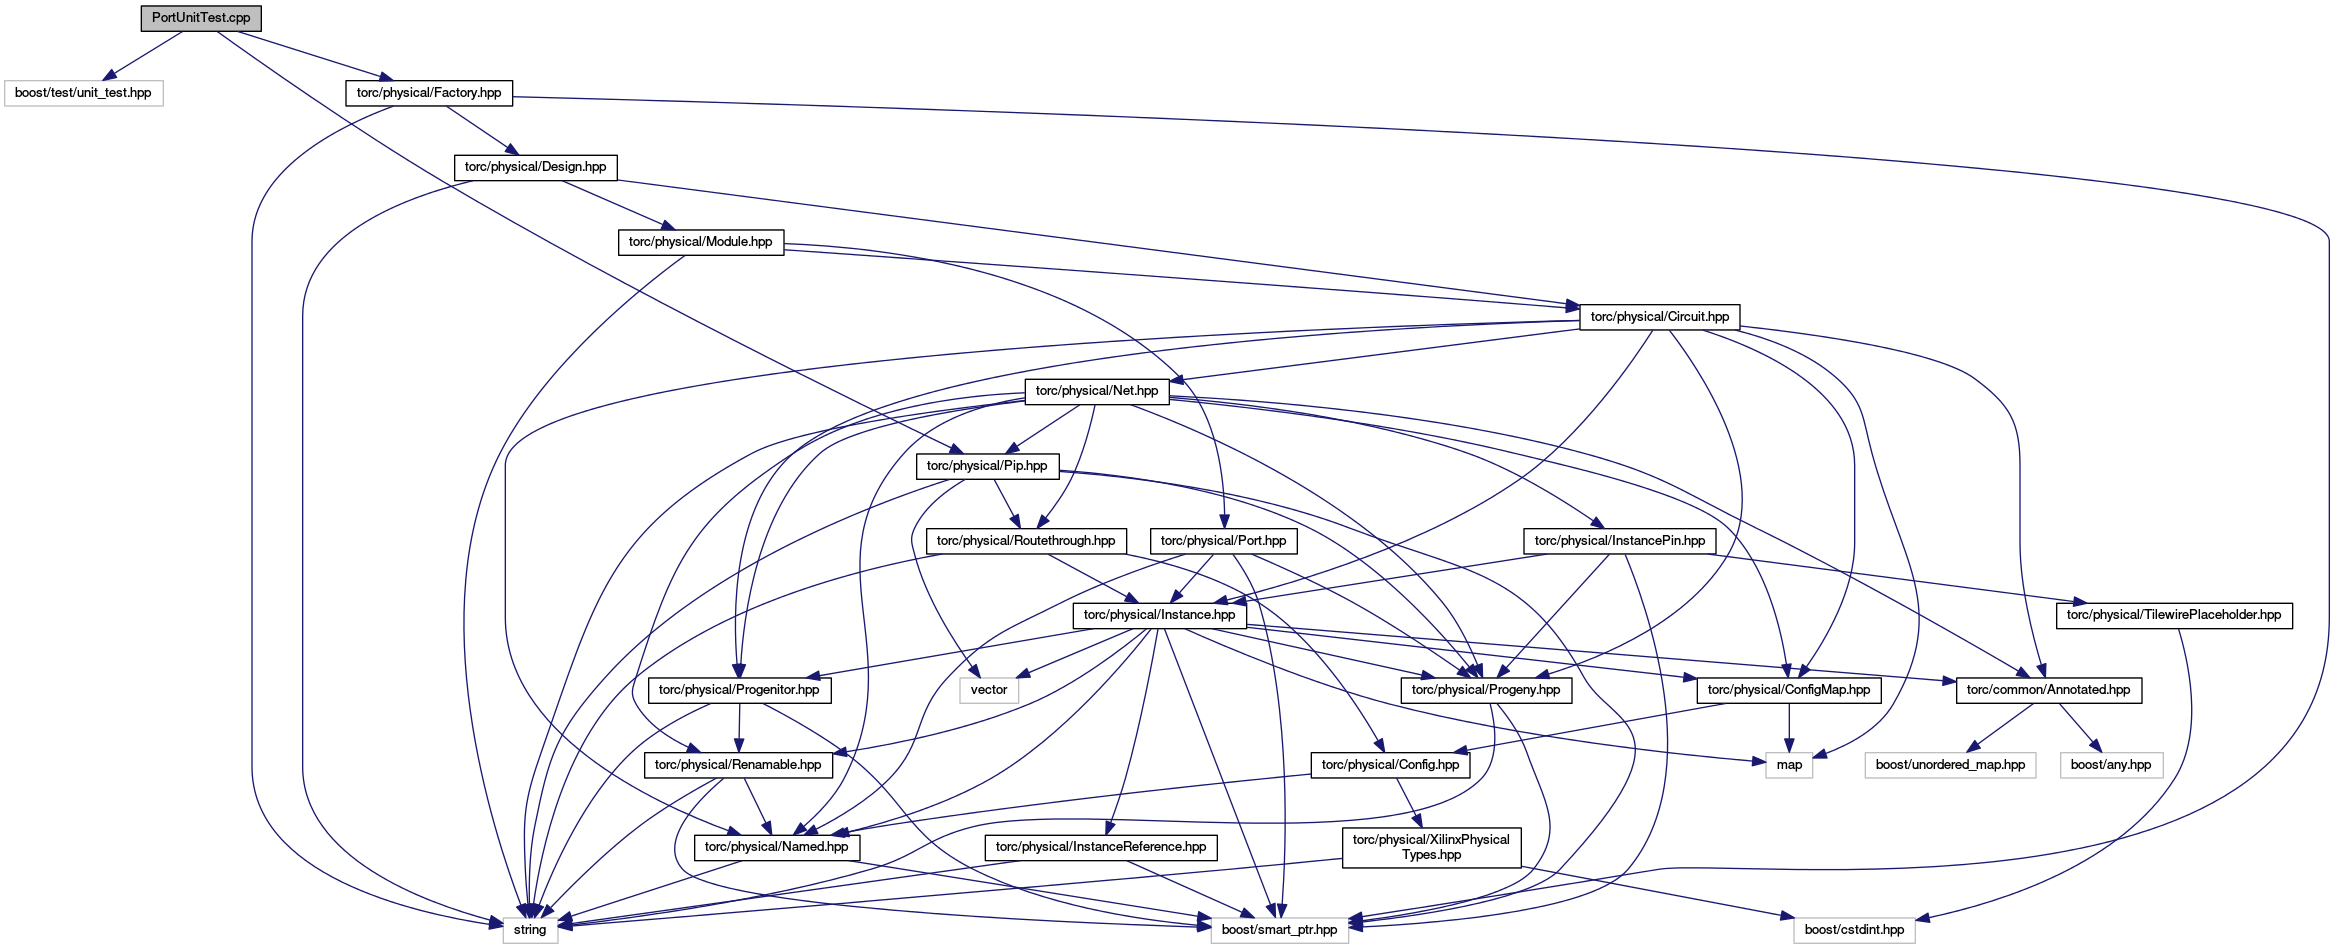 PortUnitTest.cpp
boost/test/unit_test.hpp
torc/physical/Factory.hpp
torc/physical/Design.hpp
torc/physical/Module.hpp
torc/physical/Circuit.hpp
torc/physical/Net.hpp
torc/physical/Pip.hpp
torc/physical/Routethrough.hpp
torc/physical/Port.hpp
torc/physical/InstancePin.hpp
torc/physical/Instance.hpp
torc/physical/TilewirePlaceholder.hpp
torc/physical/Progenitor.hpp
vector
torc/physical/Progeny.hpp
torc/physical/ConfigMap.hpp
torc/common/Annotated.hpp
torc/physical/Renamable.hpp
torc/physical/Config.hpp
map
boost/unordered_map.hpp
boost/any.hpp
torc/physical/Named.hpp
torc/physical/InstanceReference.hpp
torc/physical/XilinxPhysical
Types.hpp
string
boost/smart_ptr.hpp
boost/cstdint.hpp